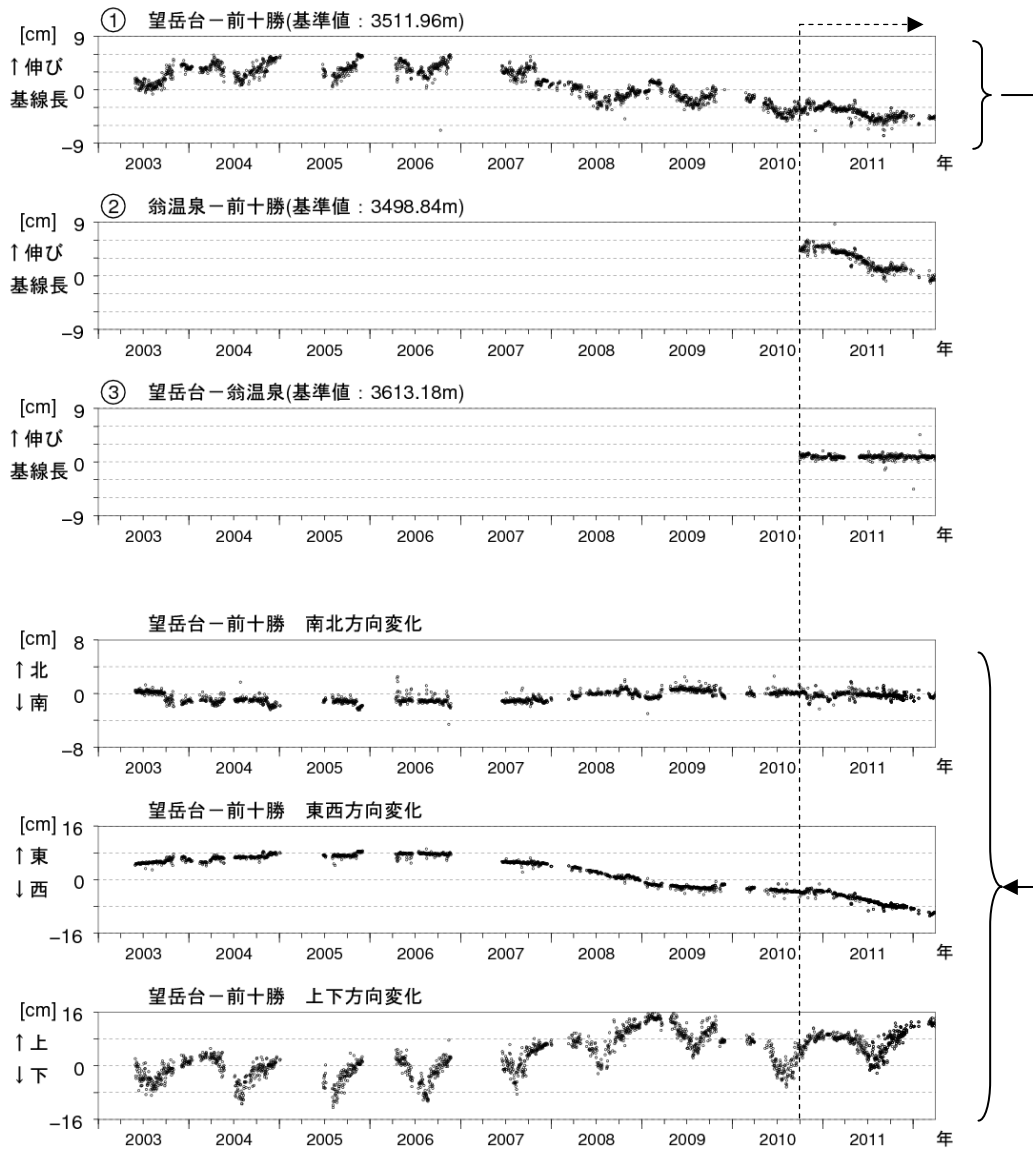 ① 望岳台－前十勝(基準値：3511.96m)
[cm]
9
↑伸び
基線長
0
−9
2003 2004 2005 2006 2007 2008 2009 2010 2011 年
② 翁温泉－前十勝(基準値：3498.84m)
[cm]
9
↑伸び
基線長
0
−9
2003 2004 2005 2006 2007 2008 2009 2010 2011 年
③ 望岳台－翁温泉(基準値：3613.18m)
[cm]
9
↑伸び
基線長
0
−9
2003 2004 2005 2006 2007 2008 2009 2010 2011 年
望岳台－前十勝　南北方向変化
[cm]
8
↑北
0
↓南
−8
2003 2004 2005 2006 2007 2008 2009 2010 2011 年
望岳台－前十勝　東西方向変化
[cm]
16
↑東
0
↓西
−16
2003 2004 2005 2006 2007 2008 2009 2010 2011 年
望岳台－前十勝　上下方向変化
[cm]
16
↑上
0
↓下
−16
2003 2004 2005 2006 2007 2008 2009 2010 2011 年